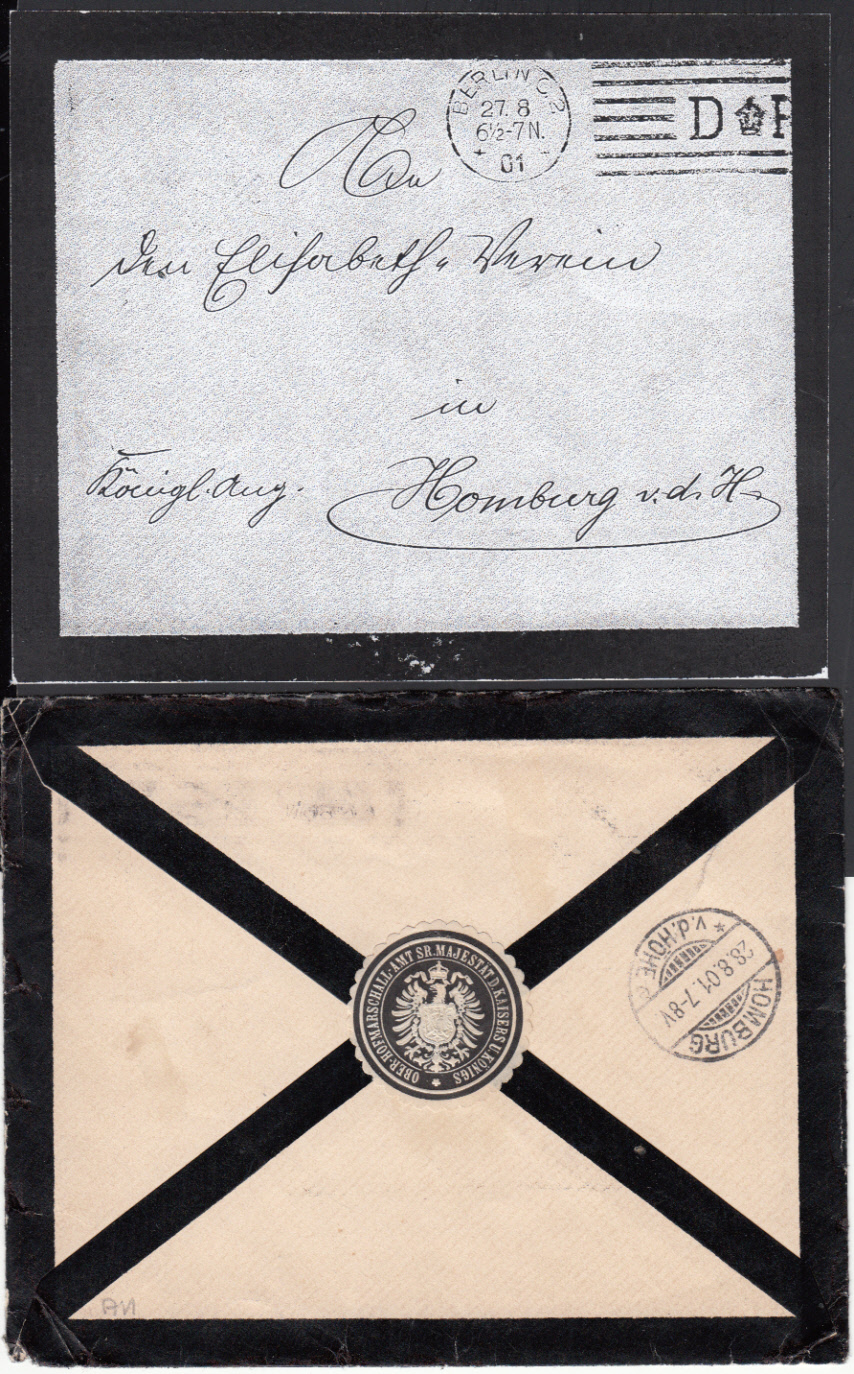 BERLIN C.2
27. 8
6½-7N.
01
D P
An
den Elisabeth-Verein
in
Königl. Ang.
Homburg v. d. H.
OBER-HOFMARSCHALL-AMT SR. MAJESTÄT D. KAISERS U. KÖNIGS
HOMBURG
28.8.01.7-8V
* v.d.HÖHE